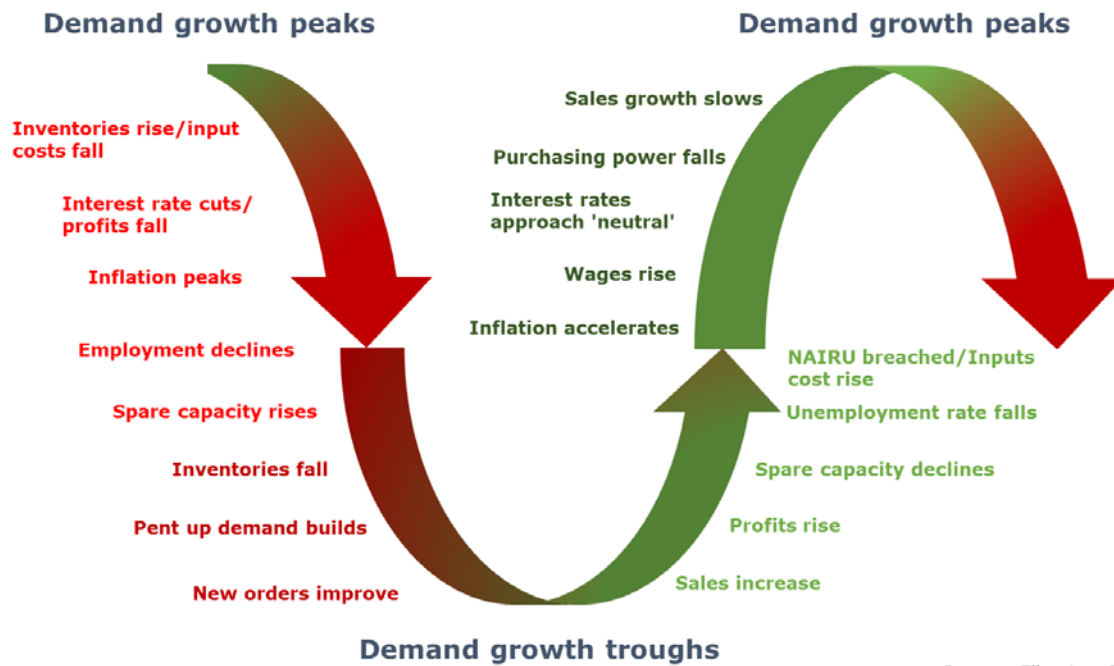 Demand growth peaks
Demand growth peaks
Inventories rise/input
costs fall
Interest rate cuts/
profits fall
Inflation peaks
Employment declines
Spare capacity rises
Inventories fall
Pent up demand builds
New orders improve
Demand growth troughs
Sales increase
Profits rise
Spare capacity declines
Unemployment rate falls
NAIRU breached/Inputs
cost rise
Inflation accelerates
Wages rise
Interest rates
approach 'neutral'
Purchasing power falls
Sales growth slows